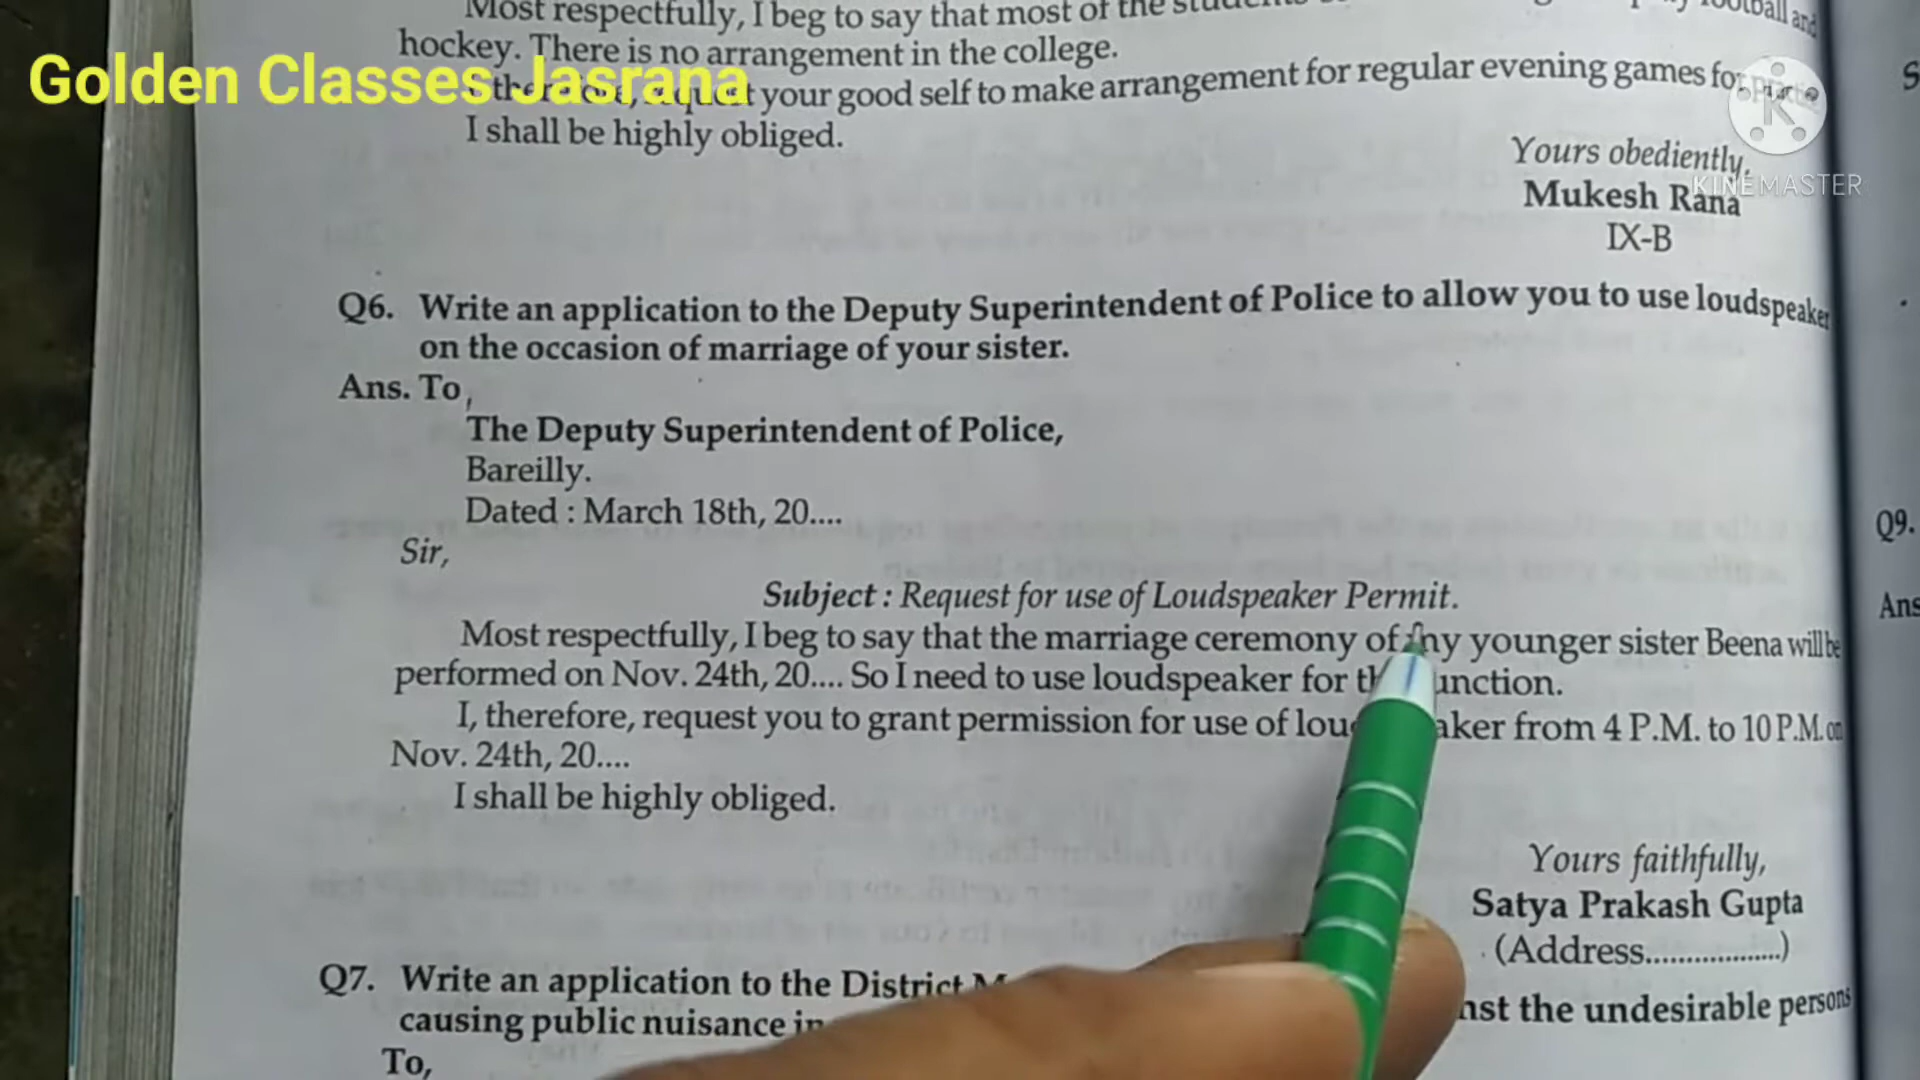 Most respectfully, I beg to say that most of the students
football and
hockey. There is no arrangement in the college.
Golden Classes Jasrana
your good self to make arrangement for regular evening games for
I shall be highly obliged.
Yours obediently,
KINEMASTER
Mukesh Rana
IX-B
Q6. Write an application to the Deputy Superintendent of Police to allow you to use loudspeaker
on the occasion of marriage of your sister.
Ans. To,
The Deputy Superintendent of Police,
Bareilly.
Dated : March 18th, 20....
Sir,
Subject : Request for use of Loudspeaker Permit.
Most respectfully, I beg to say that the marriage ceremony of my younger sister Beena will be
performed on Nov. 24th, 20.... So I need to use loudspeaker for unction.
I, therefore, request you to grant permission for use of lou aker from 4 P.M. to 10 P.M. on
Nov. 24th, 20....
I shall be highly obliged.
Yours faithfully,
Satya Prakash Gupta
(Address..................)
Q7. Write an application to the District nst the undesirable persons
causing public nuisance in
To,
Q9.
Ans